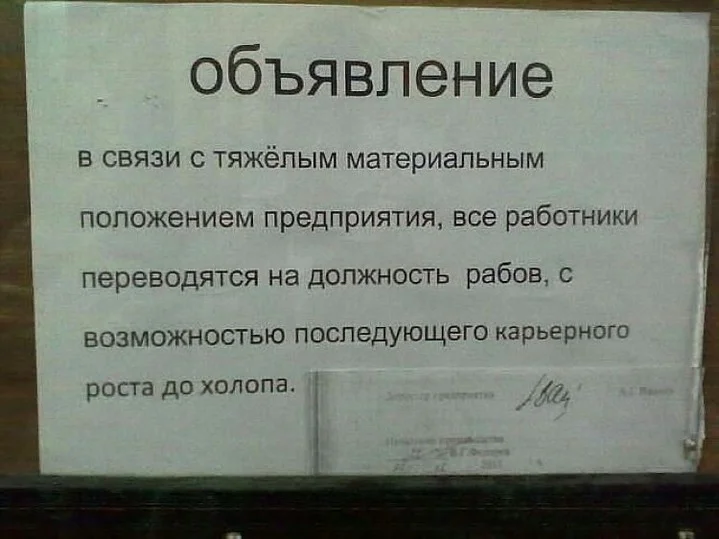 объявление
в связи с тяжёлым материальным
положением предприятия, все работники
переводятся на должность рабов, с
возможностью последующего карьерного
роста до холопа.